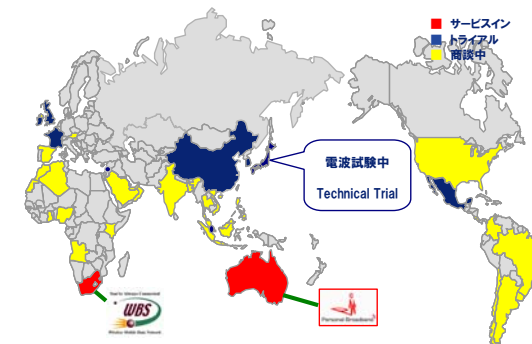 サービスイン
トライアル
商談中
電波試験中
Technical Trial
WBS
Personal Broadband